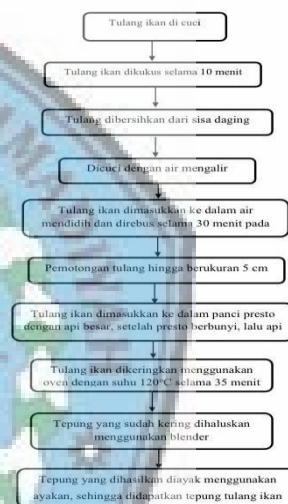 Tulang ikan di cuci
Tulang ikan dikukus selama 10 menit
Tulang dibersihkan dari sisa daging
Dicuci dengan air mengalir
Tulang ikan dimasukkan ke dalam air
mendidih dan direbus selama 30 menit pada
Pemotongan tulang hingga berukuran 5 cm
Tulang ikan dimasukkan ke dalam panci presto
dengan api besar, setelah presto berbunyi, lalu api
Tulang ikan dikeringkan menggunakan
oven dengan suhu 120°C selama 35 menit
Tepung yang sudah kering dihaluskan
menggunakan blender
Tepung yang dihasilkan diayak menggunakan
ayakan, sehingga didapatkan tepung tulang ikan